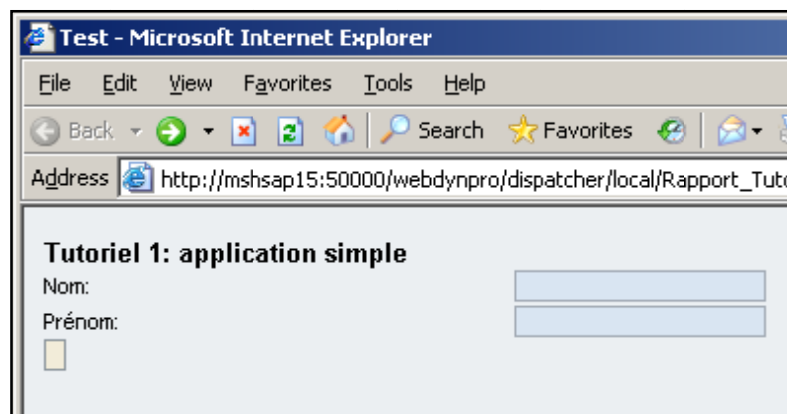 Test - Microsoft Internet Explorer
File Edit View Favorites Tools Help
Back Search Favorites
Address http://mshsap15:50000/webdynpro/dispatcher/local/Rapport_Tuto
Tutoriel 1: application simple
Nom:
Prénom: